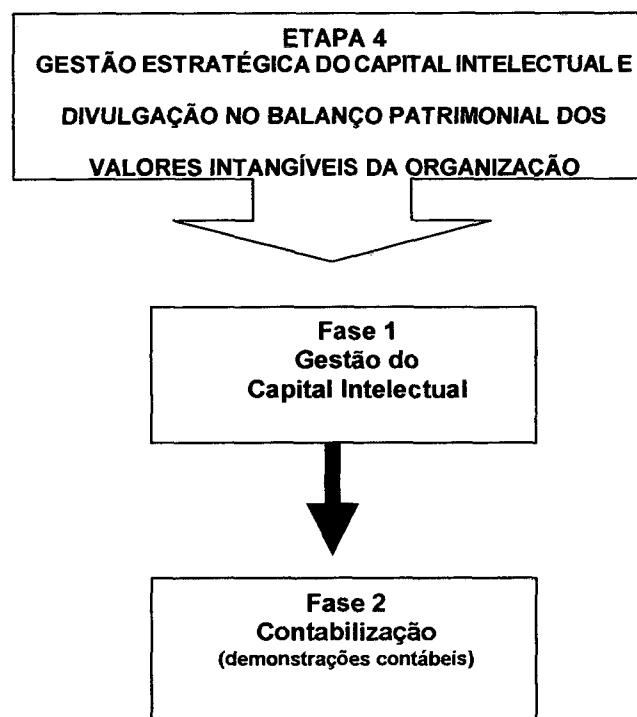 ETAPA 4
GESTÃO ESTRATÉGICA DO CAPITAL INTELECTUAL E
DIVULGAÇÃO NO BALANÇO PATRIMONIAL DOS
VALORES INTANGÍVEIS DA ORGANIZAÇÃO
Fase 1
Gestão do
Capital Intelectual
Fase 2
Contabilização
(demonstrações contábeis)